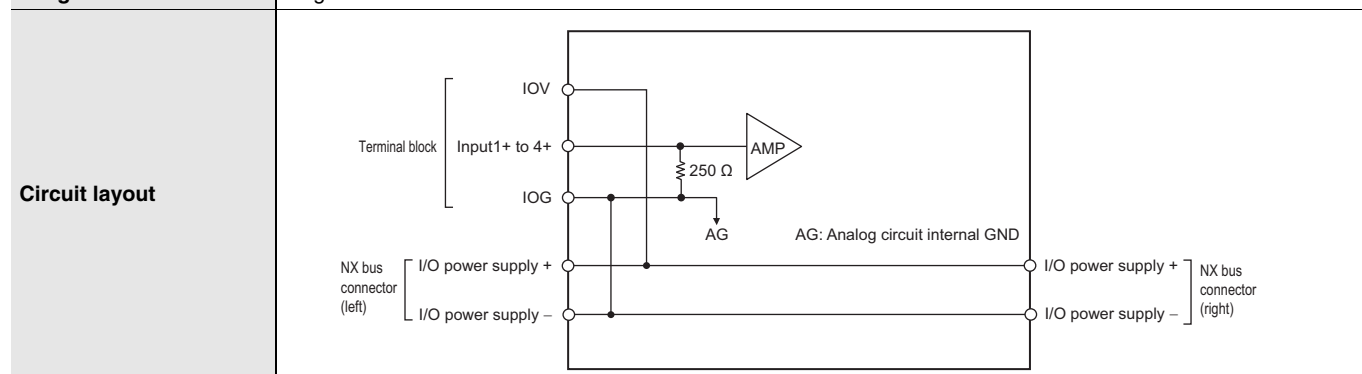 Circuit layout
IOV
Terminal block
Input1+ to 4+
AMP
250 Ω
IOG
AG
AG: Analog circuit internal GND
NX bus
connector
(left)
I/O power supply +
I/O power supply −
I/O power supply +
I/O power supply −
NX bus
connector
(right)